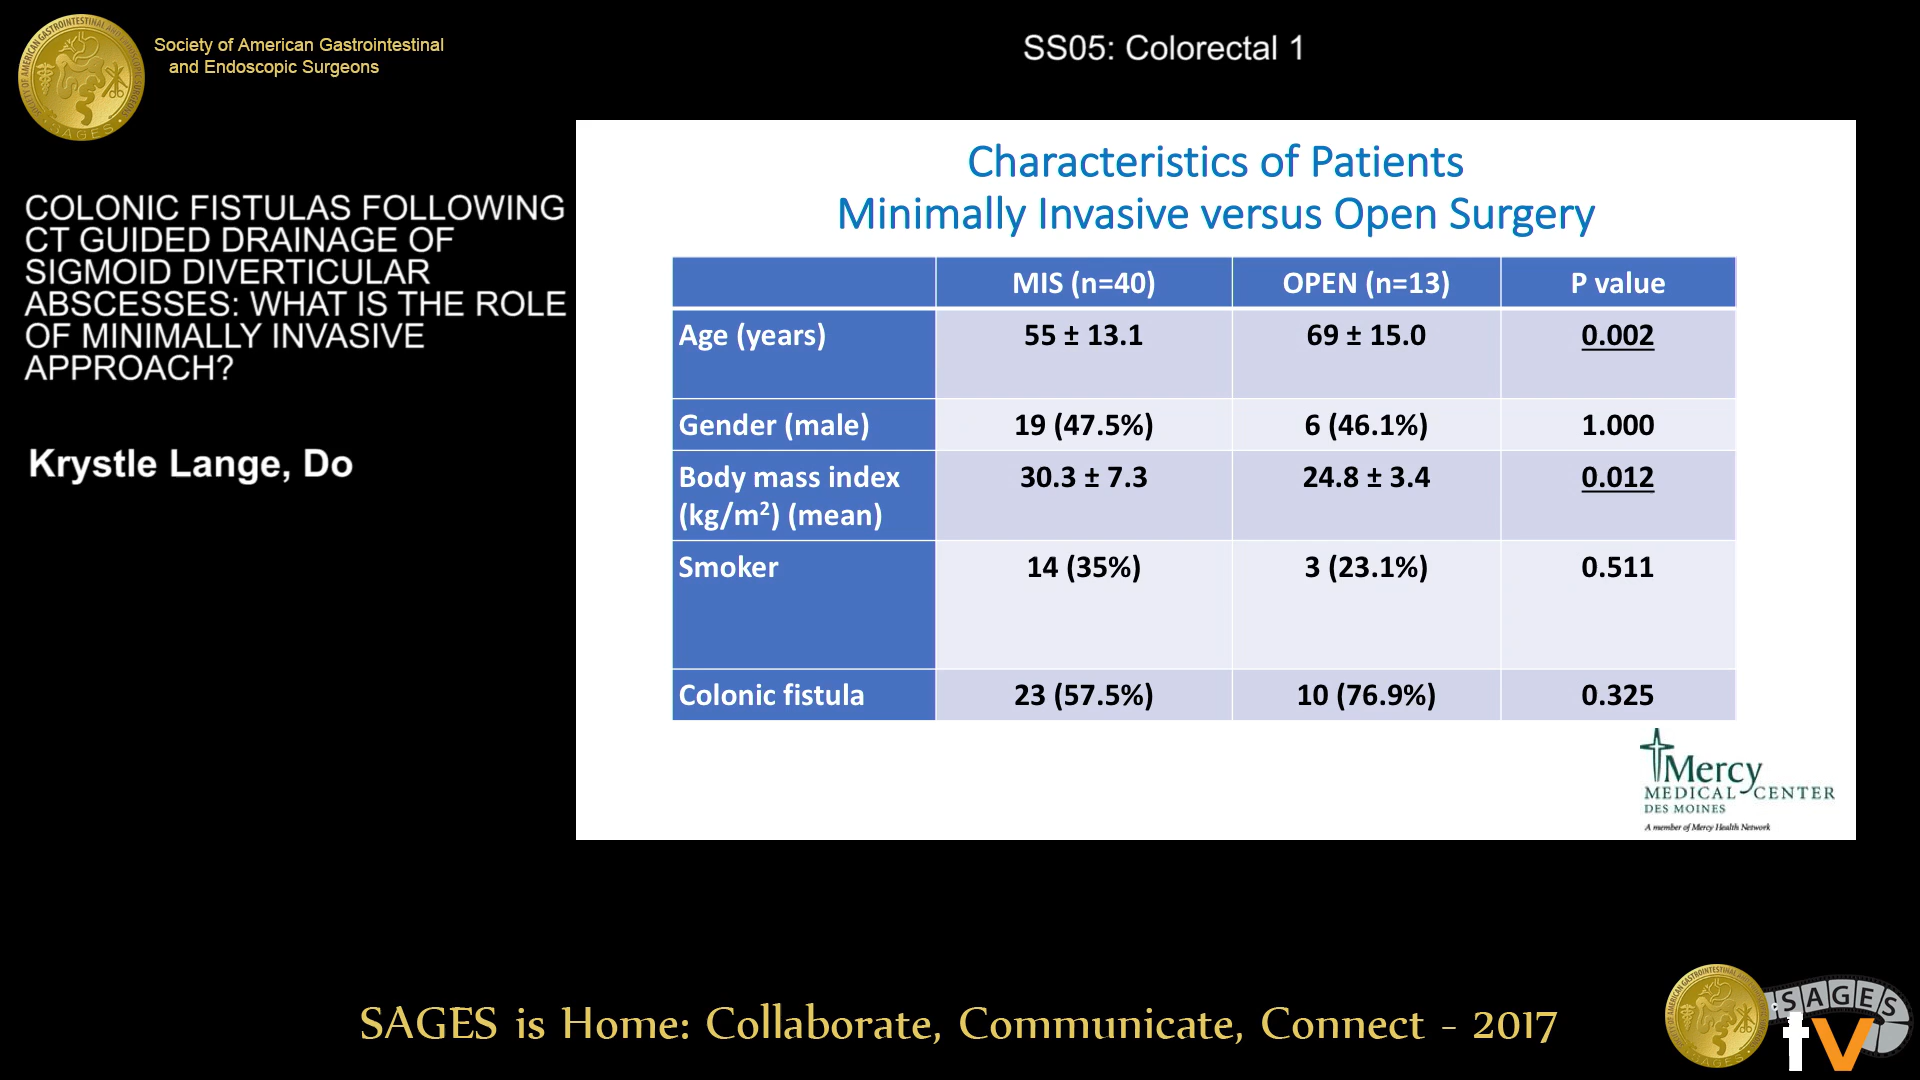 Society of American Gastrointestinal
and Endoscopic Surgeons
SS05: Colorectal 1
COLONIC FISTULAS FOLLOWING
CT GUIDED DRAINAGE OF
SIGMOID DIVERTICULAR
ABSCESSES: WHAT IS THE ROLE
OF MINIMALLY INVASIVE
APPROACH?
Krystle Lange, Do
Characteristics of Patients
Minimally Invasive versus Open Surgery
MIS (n=40) OPEN (n=13) P value
Age (years) 55 ± 13.1 69 ± 15.0 0.002
Gender (male) 19 (47.5%) 6 (46.1%) 1.000
Body mass index 30.3 ± 7.3 24.8 ± 3.4 0.012
(kg/m²) (mean)
Smoker 14 (35%) 3 (23.1%) 0.511
Colonic fistula 23 (57.5%) 10 (76.9%) 0.325
Mercy
MEDICAL CENTER
DES MOINES
A member of Mercy Health Network
SAGES is Home: Collaborate, Communicate, Connect - 2017
SAGES
tv